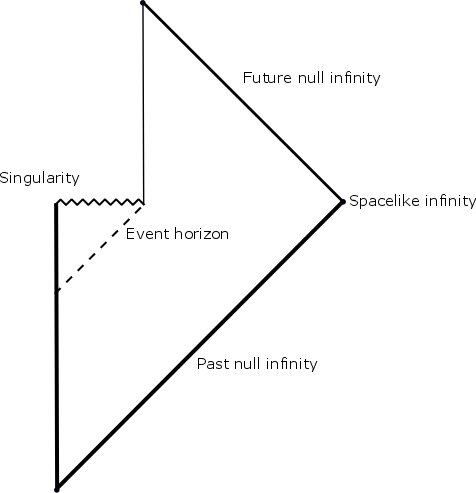 Future null infinity
Singularity
Spacelike infinity
Event horizon
Past null infinity